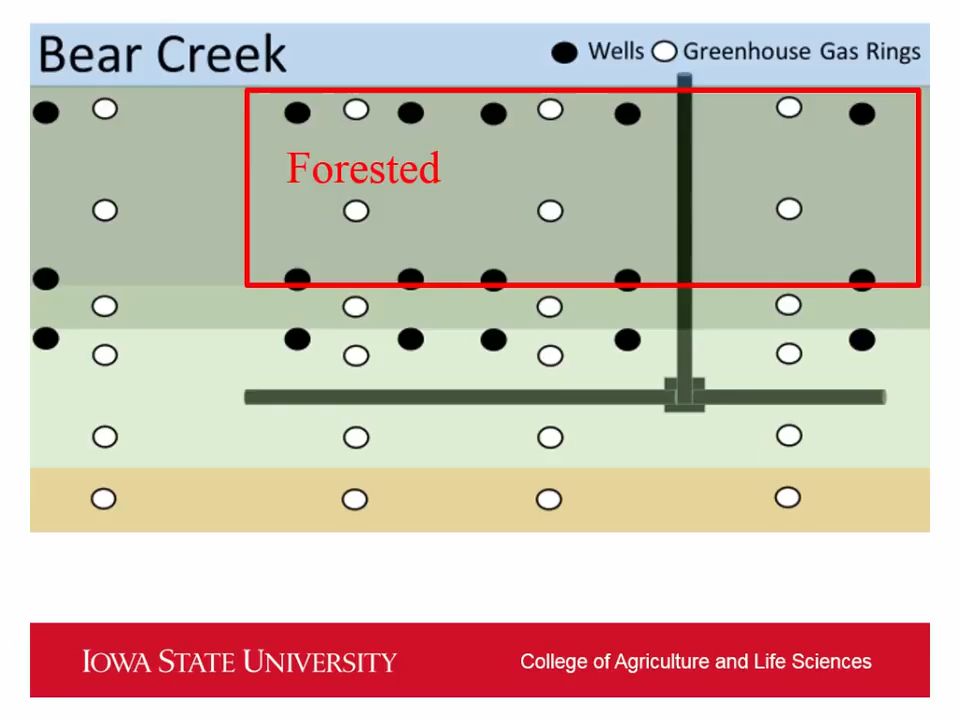 Bear Creek
Wells Greenhouse Gas Rings
Forested
IOWA STATE UNIVERSITY
College of Agriculture and Life Sciences